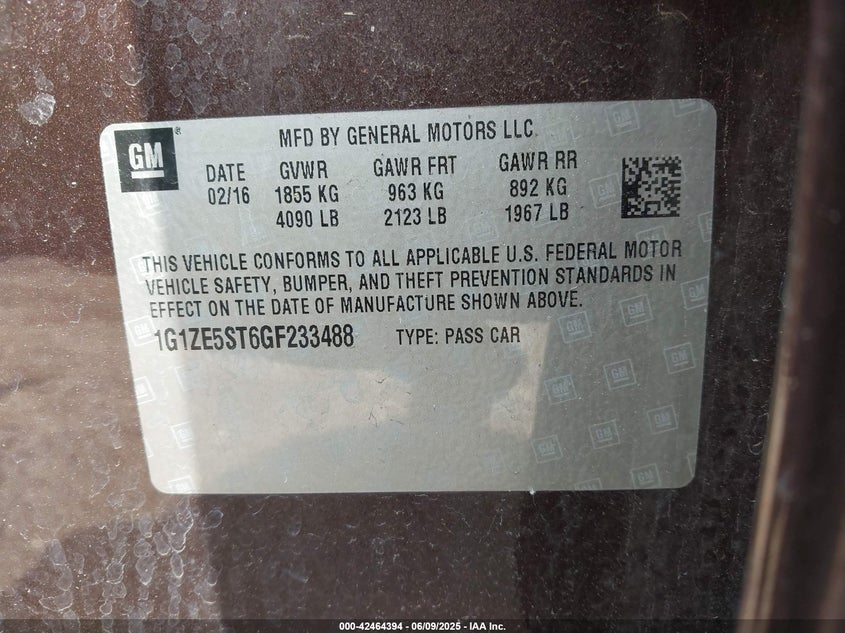 GM
MFD BY GENERAL MOTORS LLC
DATE GVWR GAWR FRT GAWR RR
02/16 1855 KG 963 KG 892 KG
4090 LB 2123 LB 1967 LB
THIS VEHICLE CONFORMS TO ALL APPLICABLE U.S. FEDERAL MOTOR
VEHICLE SAFETY, BUMPER, AND THEFT PREVENTION STANDARDS IN
EFFECT ON THE DATE OF MANUFACTURE SHOWN ABOVE.
1G1ZE5ST6GF233488 TYPE: PASS CAR
000-42464394 - 06/09/2025 - IAA Inc.